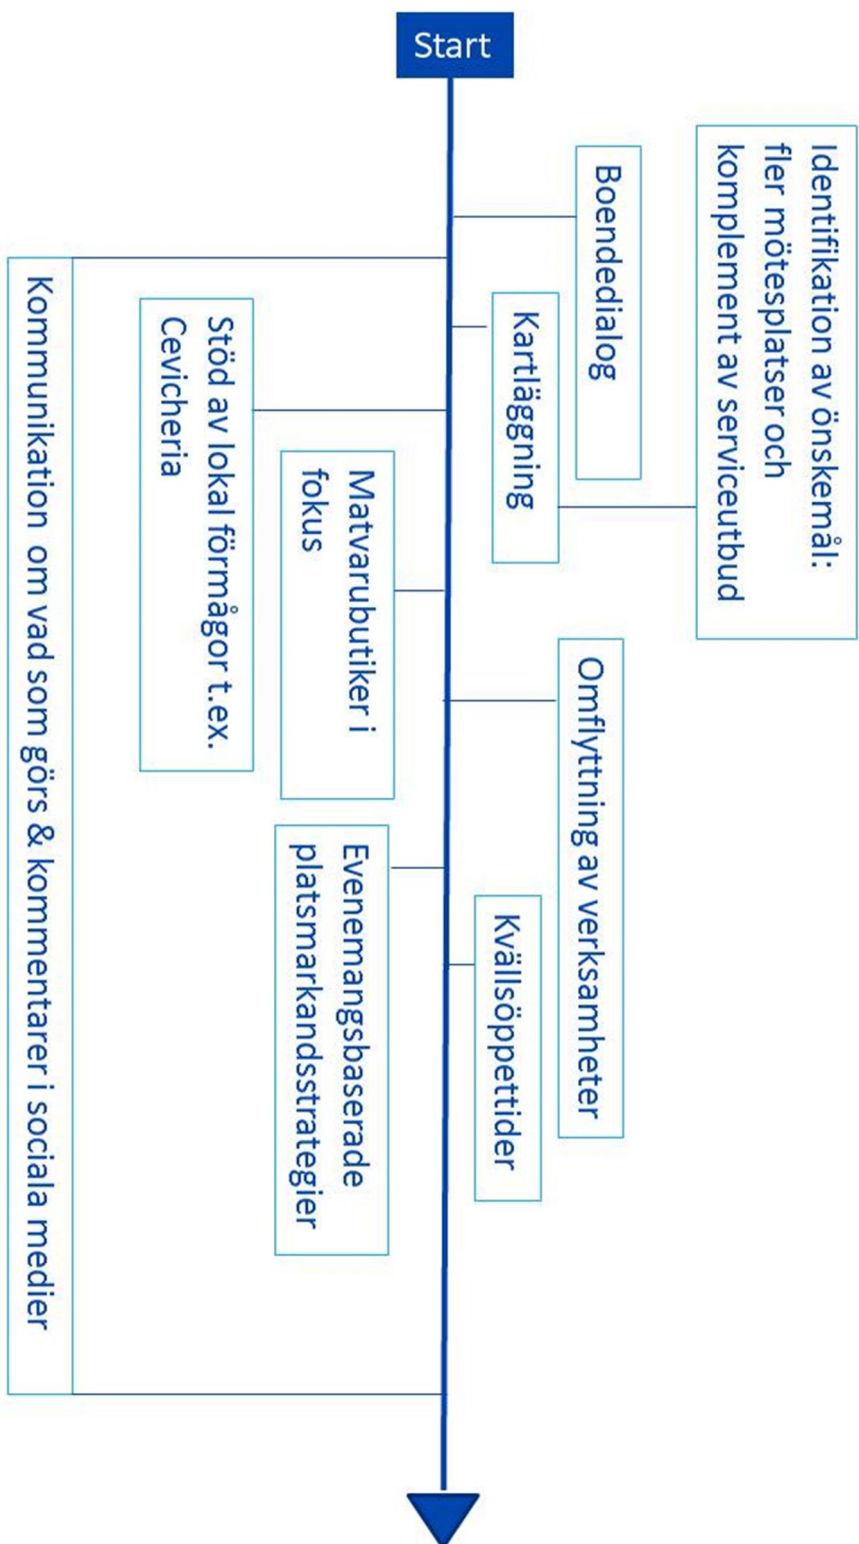 Start
Identifikation av önskemål:
fler mötesplatser och
komplement av serviceutbud
Boendedialog
Kartläggning
Omflyttning av verksamheter
Kvällsöppettider
Matvarubutiker i
fokus
Evenemangsbaserade
platsmarkandsstrategier
Stöd av lokal förmågor t.ex.
Cevicheria
Kommunikation om vad som görs & kommentarer i sociala medier